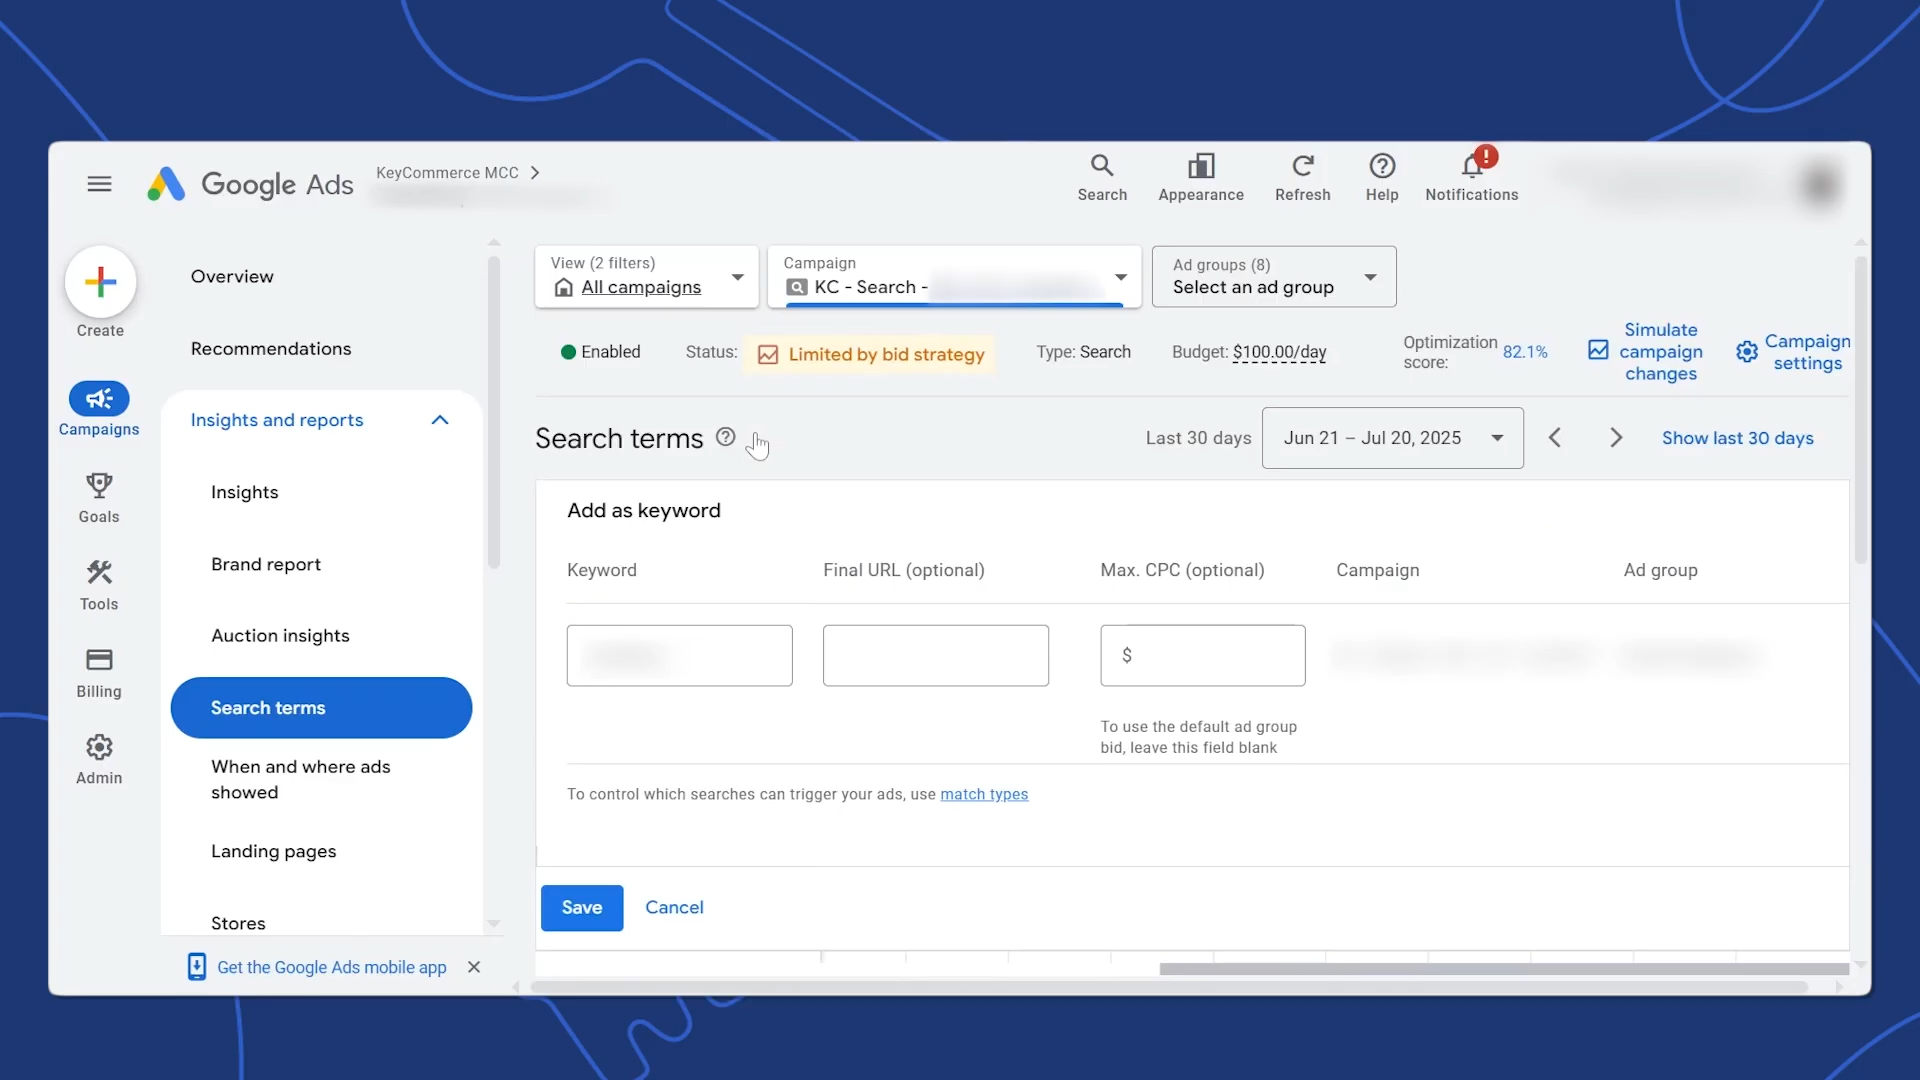 Google Ads
KeyCommerce MCC
Search
Appearance
Refresh
Help
!
Notifications
Create
Campaigns
Goals
Tools
Billing
Admin
Overview
Recommendations
Insights and reports
Insights
Brand report
Auction insights
Search terms
When and where ads
showed
Landing pages
Stores
Get the Google Ads mobile app
View (2 filters)
All campaigns
Campaign
KC - Search -
Ad groups (8)
Select an ad group
Enabled
Status:
Limited by bid strategy
Type: Search
Budget: $100.00/day
Optimization
score:
82.1%
Simulate
campaign
changes
Campaign
settings
Search terms
Last 30 days
Jun 21 – Jul 20, 2025
Show last 30 days
Add as keyword
Keyword
Final URL (optional)
Max. CPC (optional)
Campaign
Ad group
$
To use the default ad group
bid, leave this field blank
To control which searches can trigger your ads, use match types
Save
Cancel